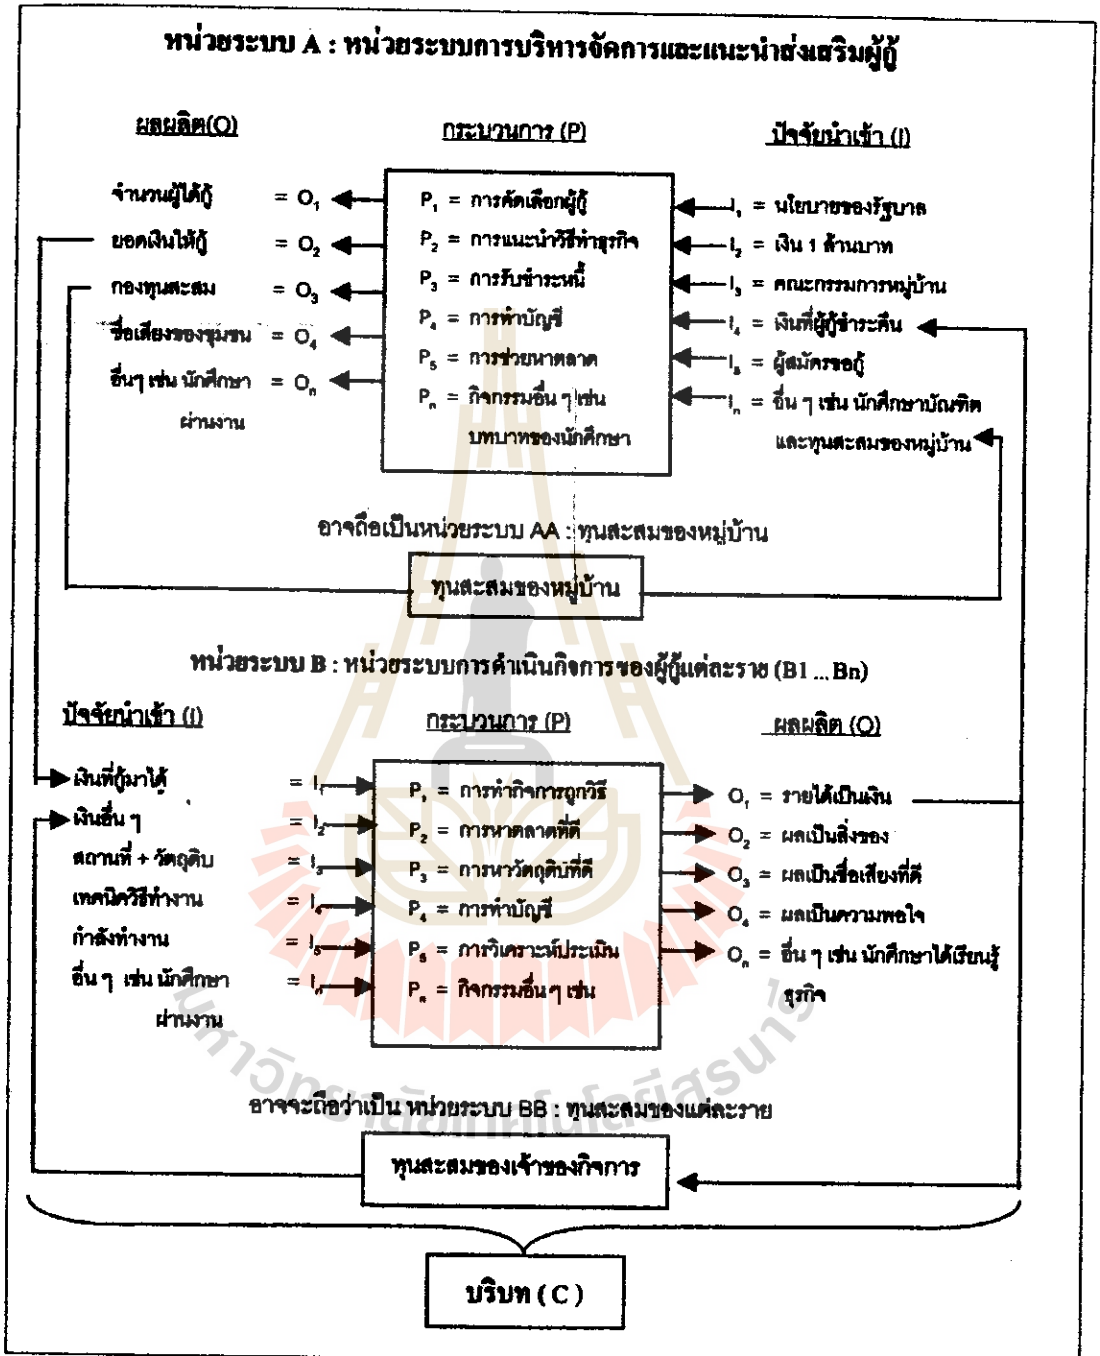 หน่วยระบบ A : หน่วยระบบการบริหารจัดการและแนะนำส่งเสริมผู้กู้
ผลผลิต(O) กระบวนการ (P) ปัจจัยนำเข้า (I)
จำนวนผู้ได้กู้ = O₁ P₁ = การคัดเลือกผู้กู้ I₁ = นโยบายของรัฐบาล
ยอดเงินให้กู้ = O₂ P₂ = การแนะนำวิธีทำธุรกิจ I₂ = เงิน 1 ล้านบาท
กองทุนสะสม = O₃ P₃ = การรับชำระหนี้ I₃ = คณะกรรมการหมู่บ้าน
ชื่อเสียงของชุมชน = O₄ P₄ = การทำบัญชี I₄ = เงินที่ผู้กู้ชำระคืน
P₅ = การช่วยหาตลาด I₅ = ผู้สมัครขอกู้
อื่นๆ เช่น นักศึกษา = Oₙ Pₙ = กิจกรรมอื่น ๆ เช่น Iₙ = อื่น ๆ เช่น นักศึกษาบัณฑิต
ผ่านงาน บทบาทของนักศึกษา และทุนสะสมของหมู่บ้าน
อาจถือเป็นหน่วยระบบ AA : ทุนสะสมของหมู่บ้าน
ทุนสะสมของหมู่บ้าน
หน่วยระบบ B : หน่วยระบบการดำเนินกิจการของผู้กู้แต่ละราย (B1 ... Bn)
ปัจจัยนำเข้า (I) กระบวนการ (P) ผลผลิต (O)
เงินที่กู้มาได้ = I₁ P₁ = การทำกิจการถูกวิธี O₁ = รายได้เป็นเงิน
เงินอื่น ๆ = I₂ P₂ = การหาตลาดที่ดี O₂ = ผลเป็นสิ่งของ
สถานที่ + วัตถุดิบ = I₃ P₃ = การหาวัตถุดิบที่ดี O₃ = ผลเป็นชื่อเสียงที่ดี
เทคนิควิธีทำงาน = I₄ P₄ = การทำบัญชี O₄ = ผลเป็นความพอใจ
กำลังทำงาน = I₅ P₅ = การวิเคราะห์ประเมิน Oₙ = อื่น ๆ เช่น นักศึกษาได้เรียนรู้
อื่น ๆ เช่น นักศึกษา = Iₙ Pₙ = กิจกรรมอื่น ๆ เช่น ธุรกิจ
ผ่านงาน
มหาวิทยาลัยเทคโนโลยีสุรนารี
อาจจะถือว่าเป็น หน่วยระบบ BB : ทุนสะสมของแต่ละราย
ทุนสะสมของเจ้าของกิจการ
บริบท ( C )